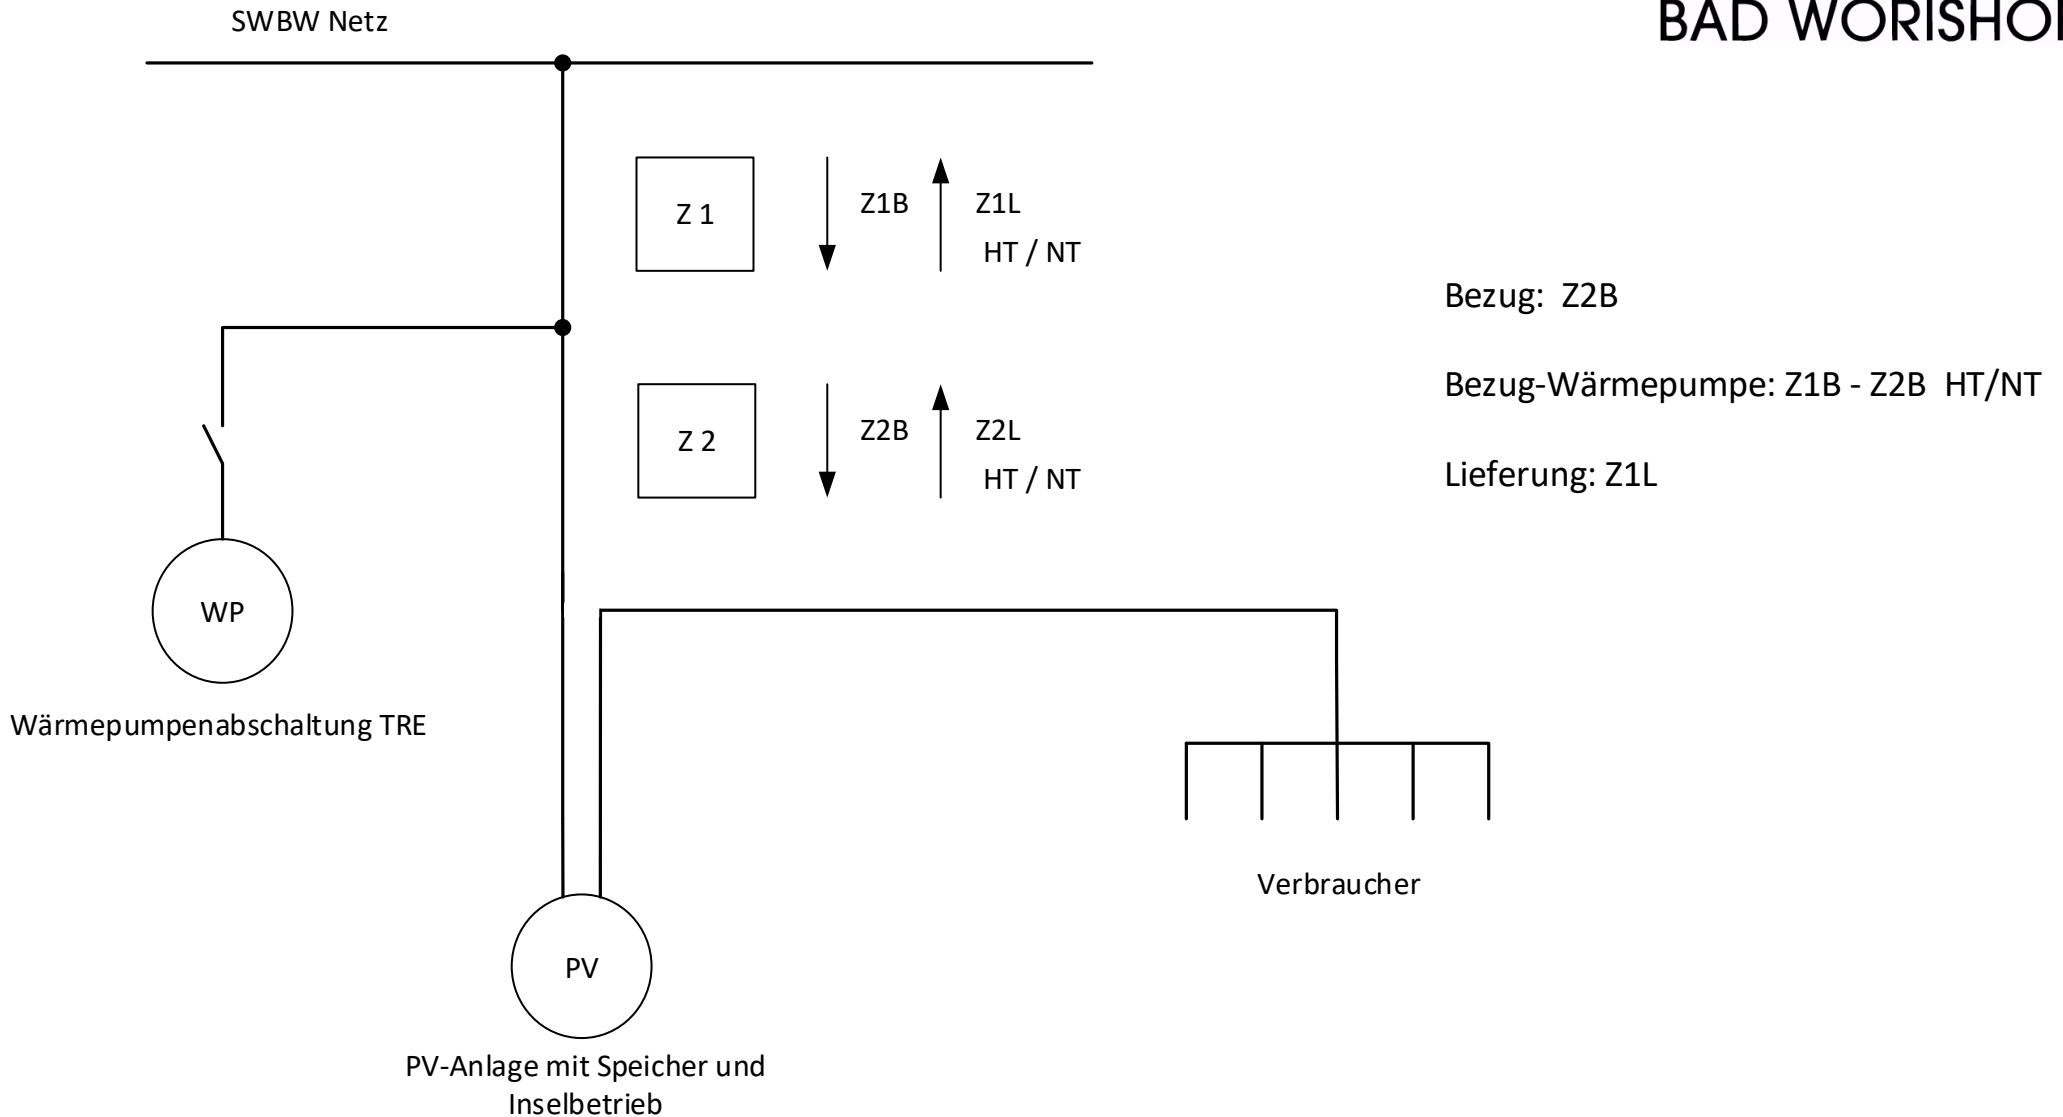 SWBW Netz
BAD WÖRISHOF
Z 1
Z1B
Z1L
HT / NT
Bezug: Z2B
Bezug-Wärmepumpe: Z1B - Z2B HT/NT
Lieferung: Z1L
Z 2
Z2B
Z2L
HT / NT
WP
Wärmepumpenabschaltung TRE
Verbraucher
PV
PV-Anlage mit Speicher und
Inselbetrieb